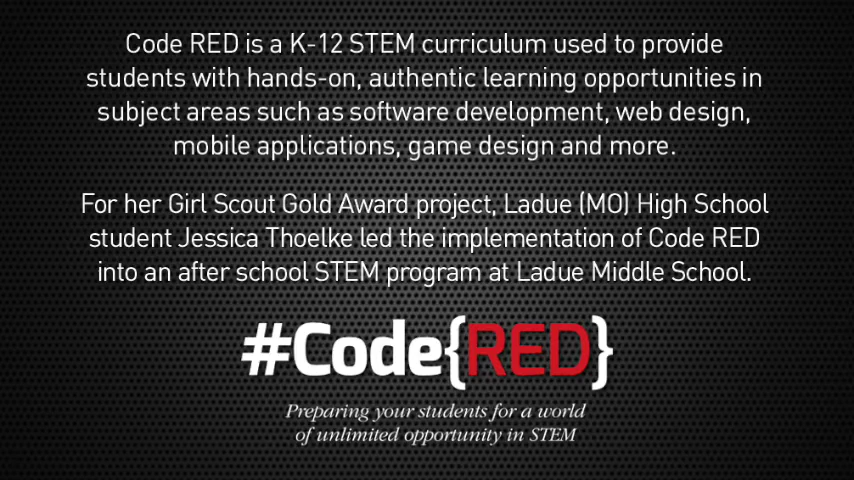 Code RED is a K-12 STEM curriculum used to provide
students with hands-on, authentic learning opportunities in
subject areas such as software development, web design,
mobile applications, game design and more.
For her Girl Scout Gold Award project, Ladue (MO) High School
student Jessica Thoelke led the implementation of Code RED
into an after school STEM program at Ladue Middle School.
#Code{RED}
Preparing your students for a world
of unlimited opportunity in STEM